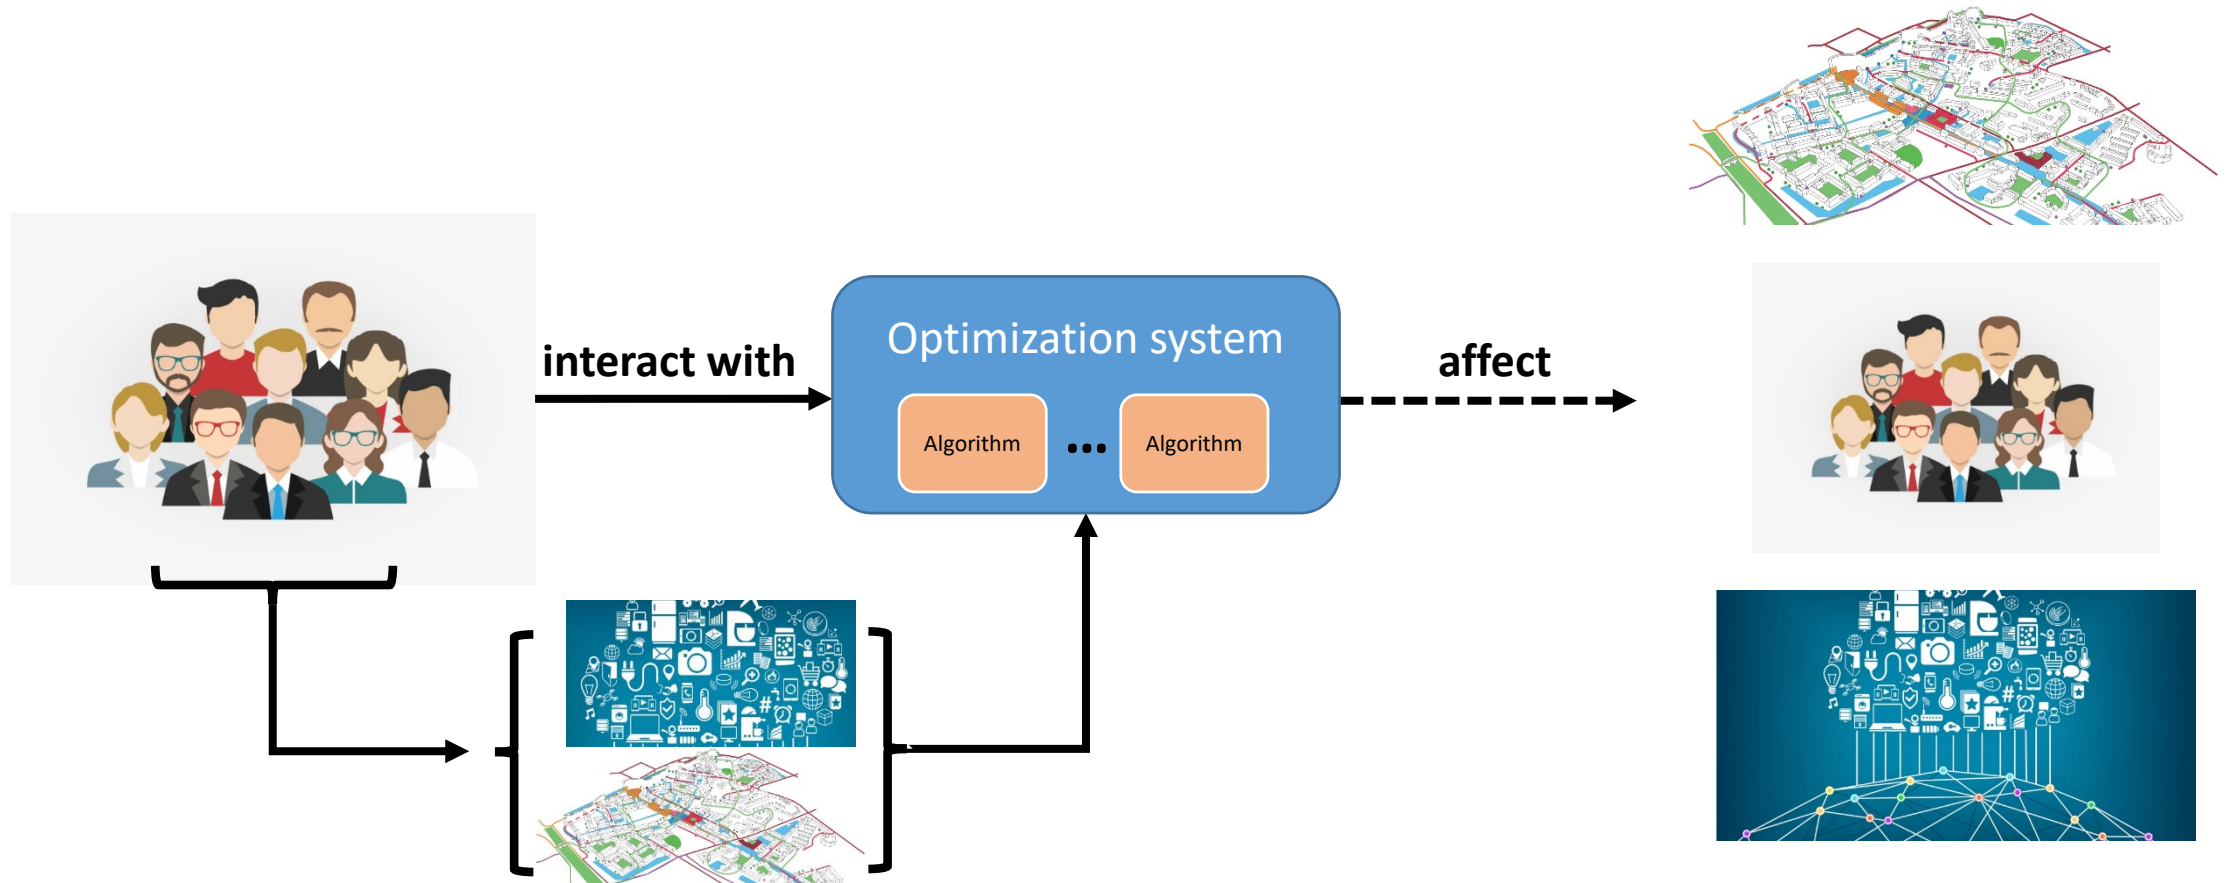 interact with
Optimization system
Algorithm ... Algorithm
affect